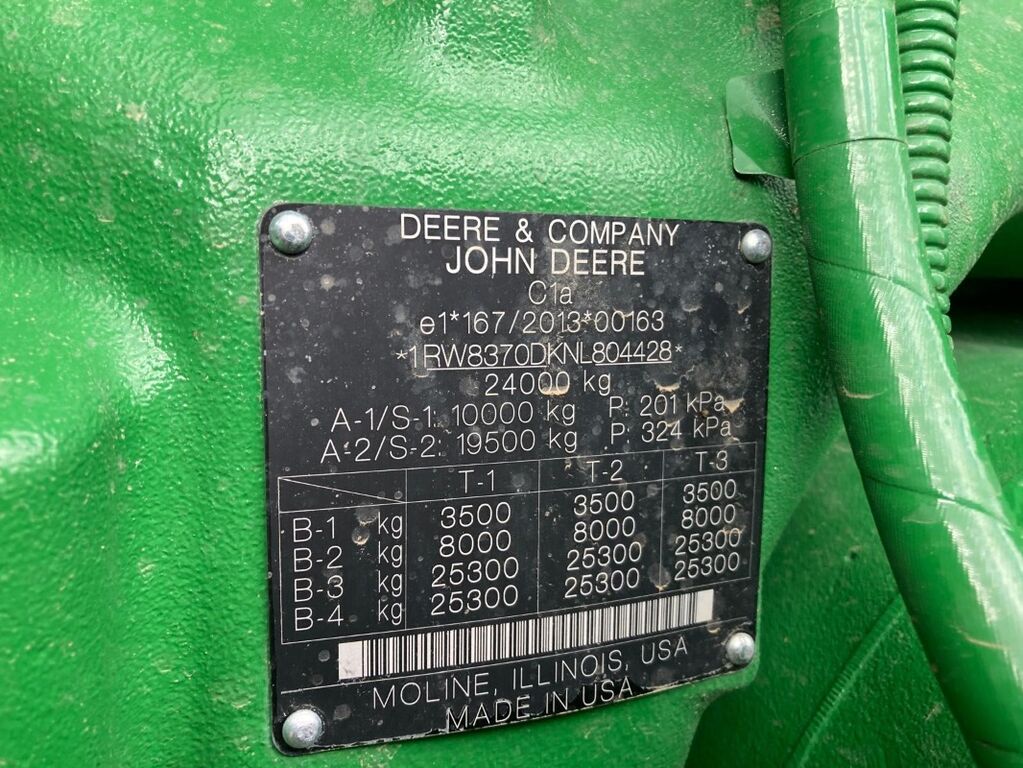 DEERE & COMPANY
JOHN DEERE
C1a
e1*167/2013*00163
*1RW8370DKNL804428*
24000 kg
A-1/S-1: 10000 kg P: 201 kPa
A-2/S-2: 19500 kg P: 324 kPa
T-1 T-2 T-3
B-1 kg 3500 3500 3500
B-2 kg 8000 8000 8000
B-3 kg 25300 25300 25300
B-4 kg 25300 25300 25300
MOLINE, ILLINOIS, USA
MADE IN USA